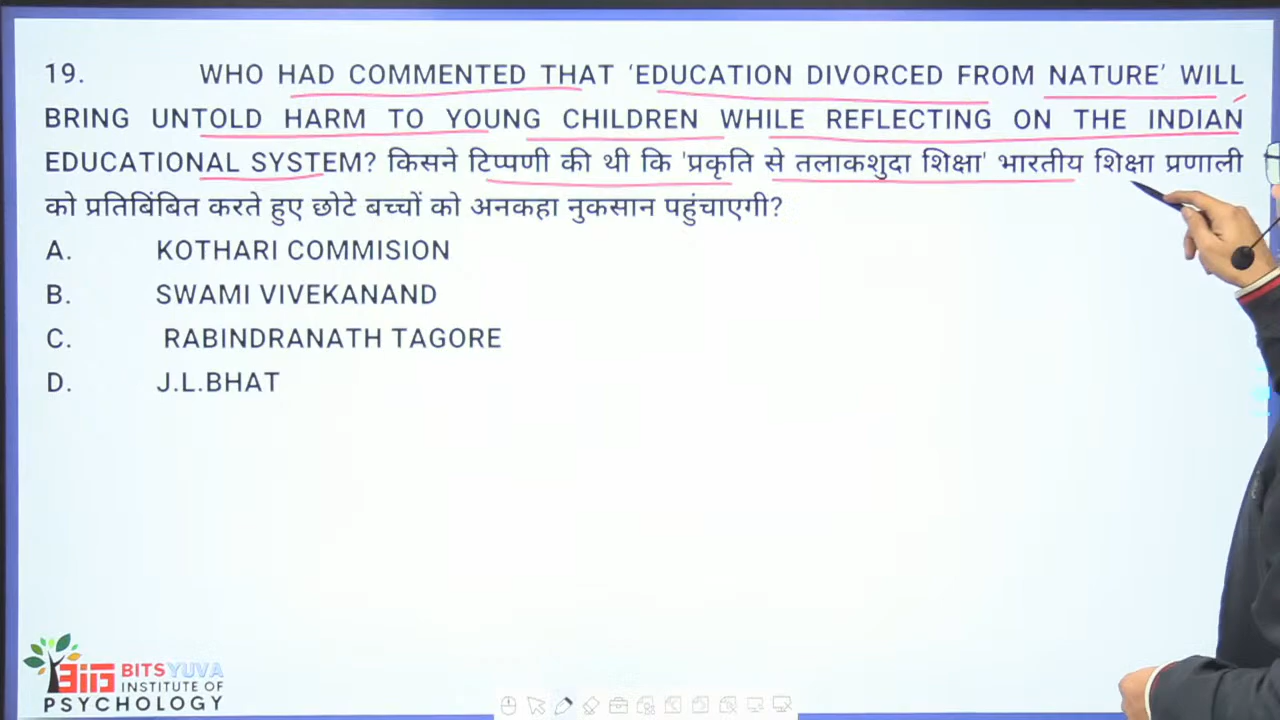 19. WHO HAD COMMENTED THAT ‘EDUCATION DIVORCED FROM NATURE’ WILL
BRING UNTOLD HARM TO YOUNG CHILDREN WHILE REFLECTING ON THE INDIAN
EDUCATIONAL SYSTEM? किसने टिप्पणी की थी कि 'प्रकृति से तलाकशुदा शिक्षा' भारतीय शिक्षा प्रणाली
को प्रतिबिंबित करते हुए छोटे बच्चों को अनकहा नुकसान पहुंचाएगी?
A. KOTHARI COMMISION
B. SWAMI VIVEKANAND
C. RABINDRANATH TAGORE
D. J.L.BHAT
BITS YUVA
INSTITUTE OF
PSYCHOLOGY